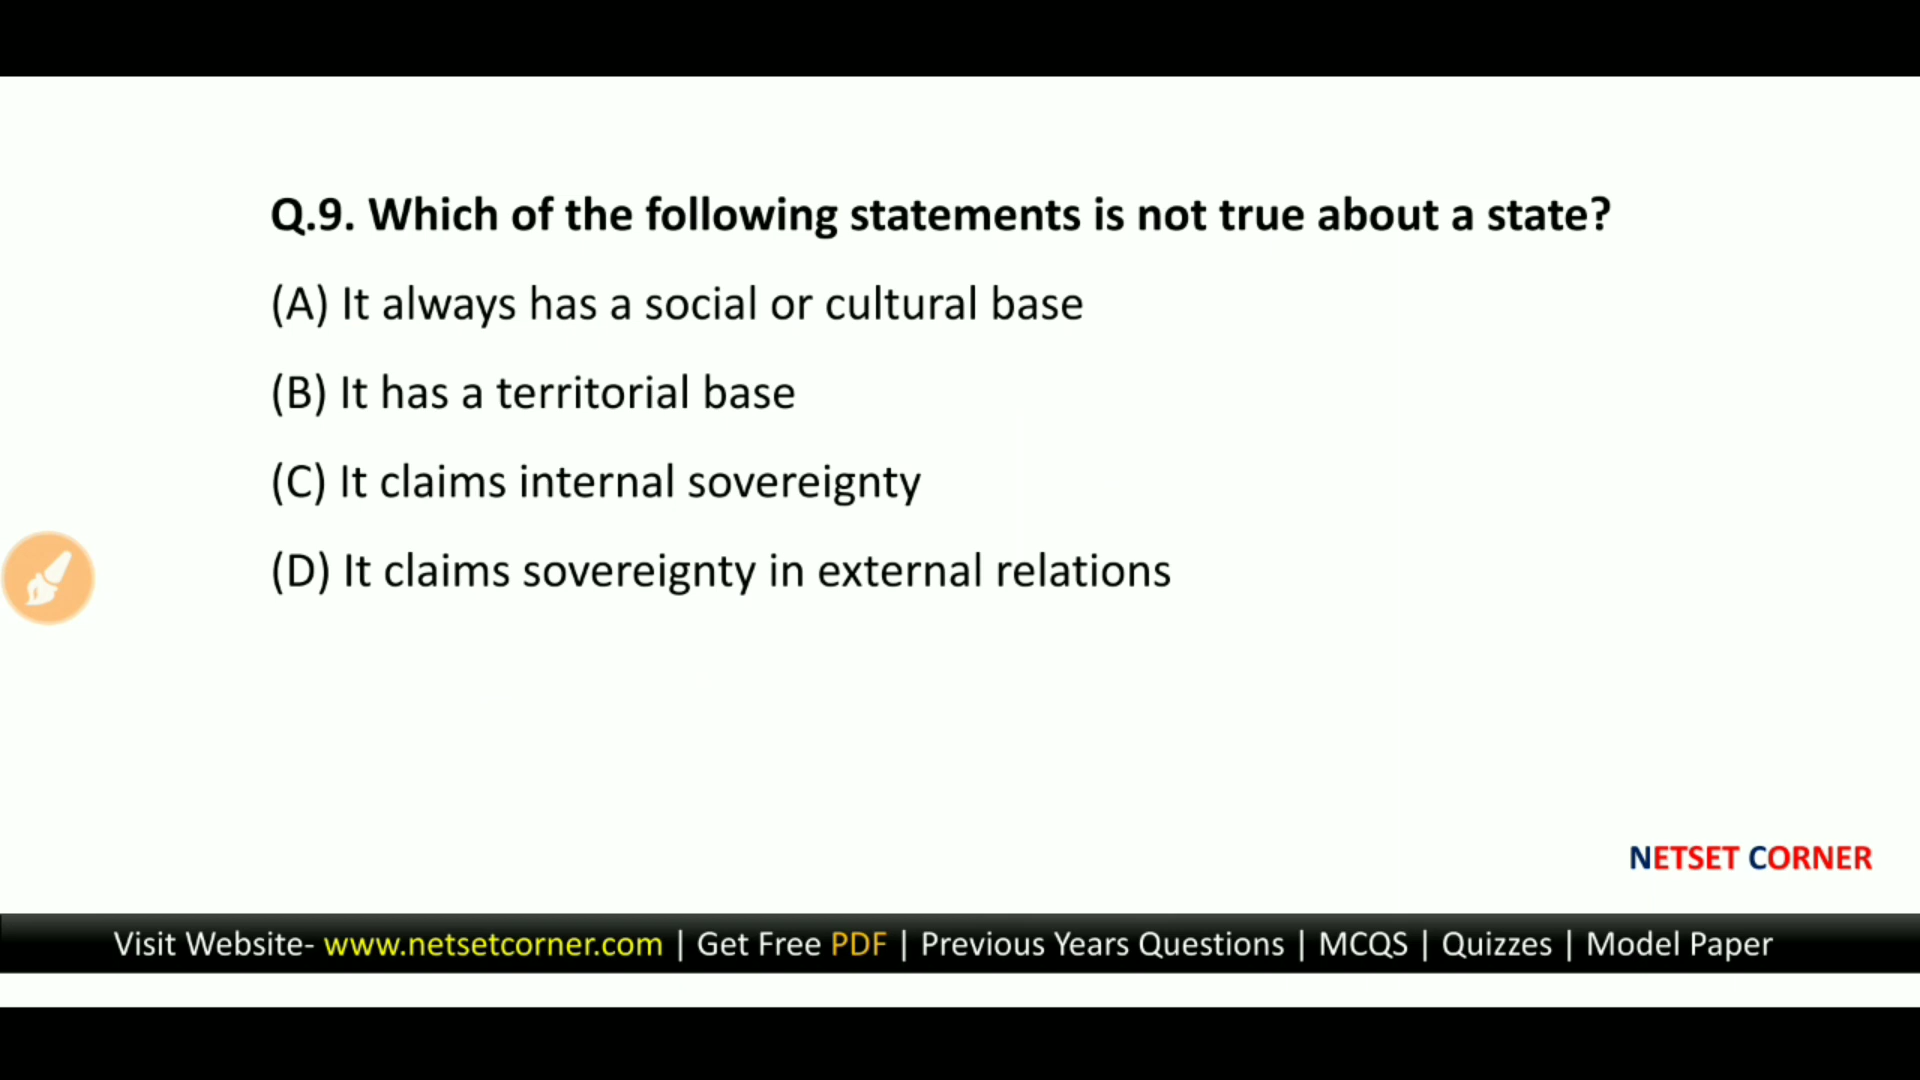 Q.9. Which of the following statements is not true about a state?
(A) It always has a social or cultural base
(B) It has a territorial base
(C) It claims internal sovereignty
(D) It claims sovereignty in external relations
NETSET CORNER
Visit Website- www.netsetcorner.com | Get Free PDF | Previous Years Questions | MCQS | Quizzes | Model Paper